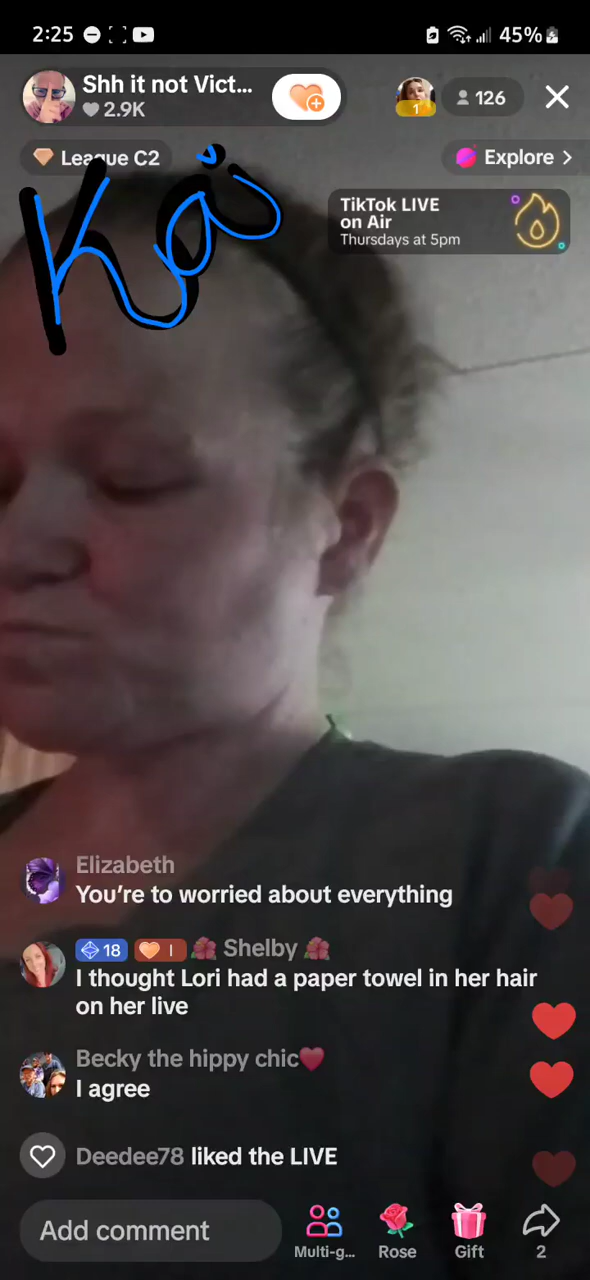 2:25
45%
Shh it not Vict...
2.9K
1
126
League C2
Explore >
Kai
TikTok LIVE
on Air
Thursdays at 5pm
Elizabeth
You're to worried about everything
18 I Shelby
I thought Lori had a paper towel in her hair
on her live
Becky the hippy chic
I agree
Deedee78 liked the LIVE
Add comment
Multi-g...
Rose
Gift
2